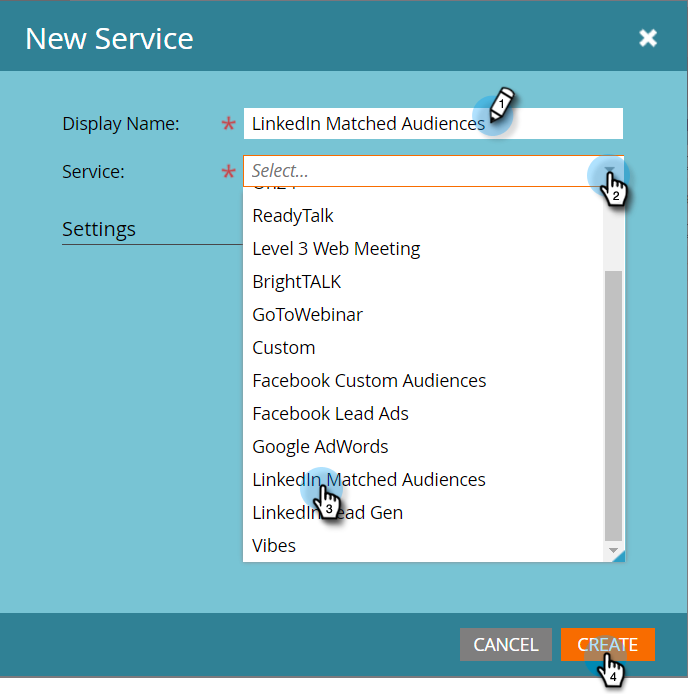 New Service
Display Name: * LinkedIn Matched Audiences 1
Service: * Select... 2
Settings
ReadyTalk
Level 3 Web Meeting
BrightTALK
GoToWebinar
Custom
Facebook Custom Audiences
Facebook Lead Ads
Google AdWords
LinkedIn Matched Audiences
3
LinkedIn Lead Gen
Vibes
CANCEL CREATE
4